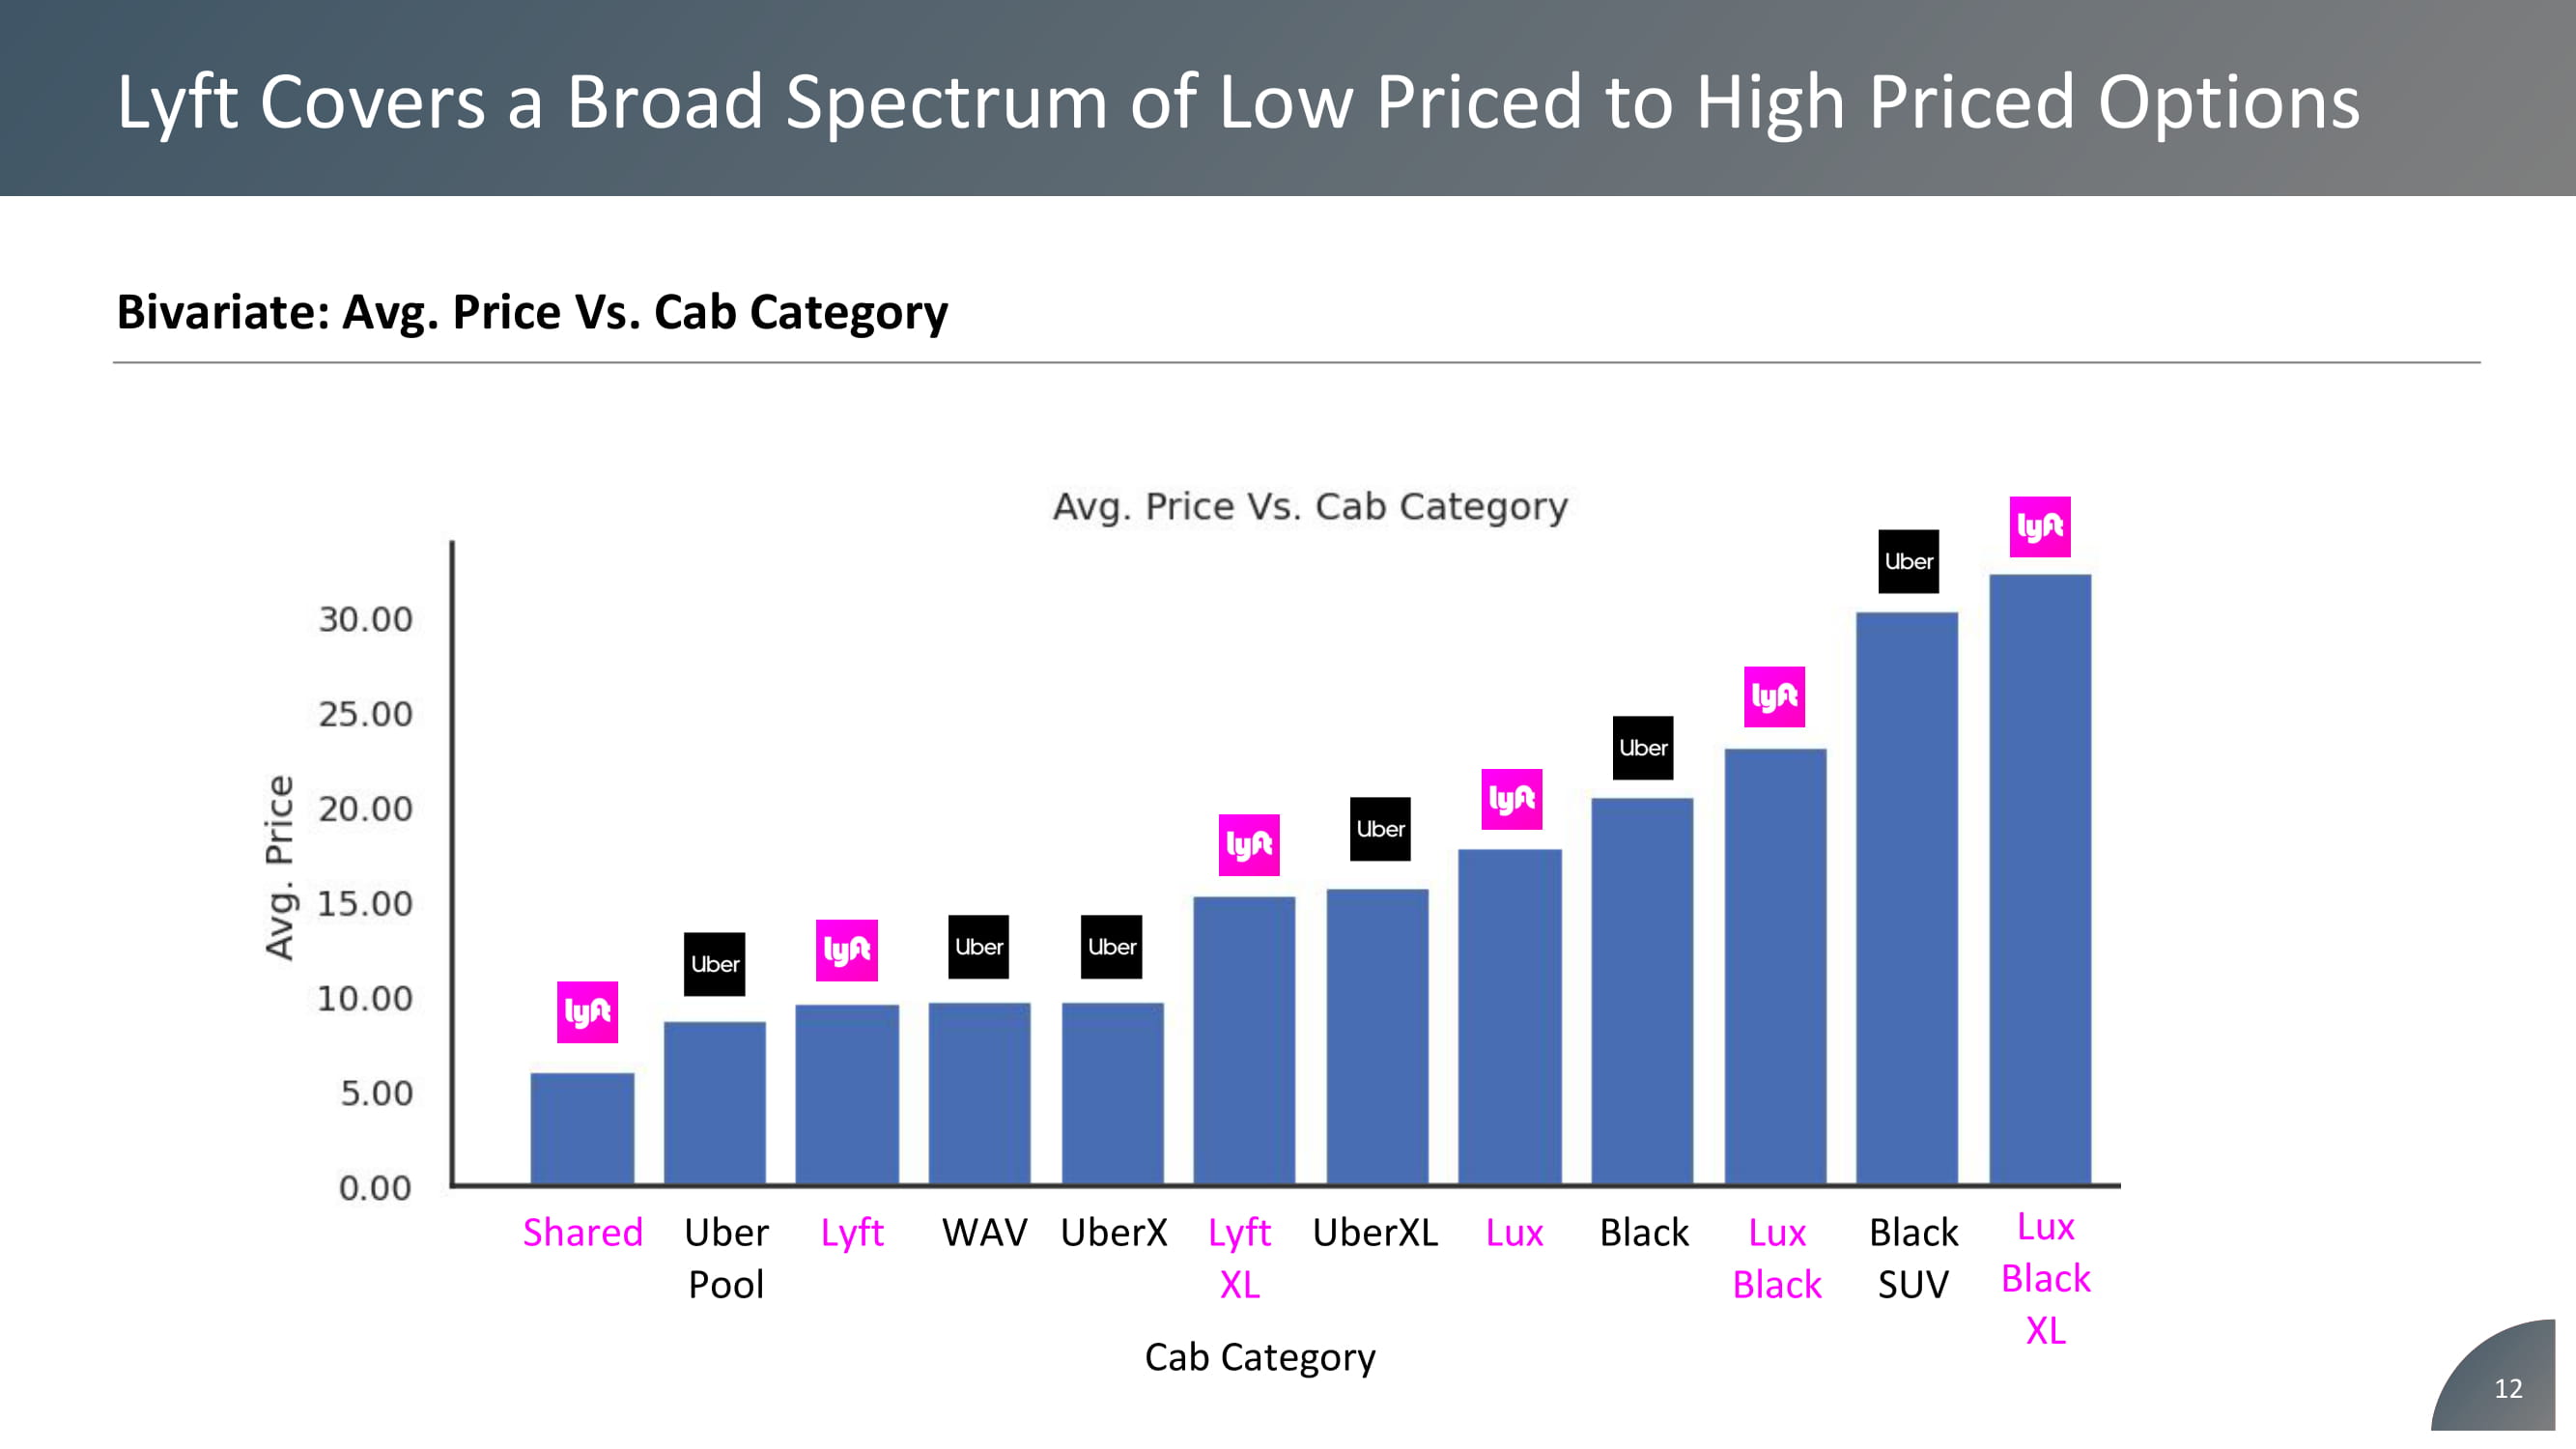 Lyft Covers a Broad Spectrum of Low Priced to High Priced Options
Bivariate: Avg. Price Vs. Cab Category
Avg. Price Vs. Cab Category
Avg. Price
30.00
25.00
20.00
15.00
10.00
5.00
0.00
lyft
Uber
lyft
Uber
Uber
lyft
Uber
lyft
Uber
lyft
Uber
lyft
Shared
Uber
Pool
Lyft
WAV
UberX
Lyft
XL
UberXL
Lux
Black
Lux
Black
Black
SUV
Lux
Black
XL
Cab Category
12